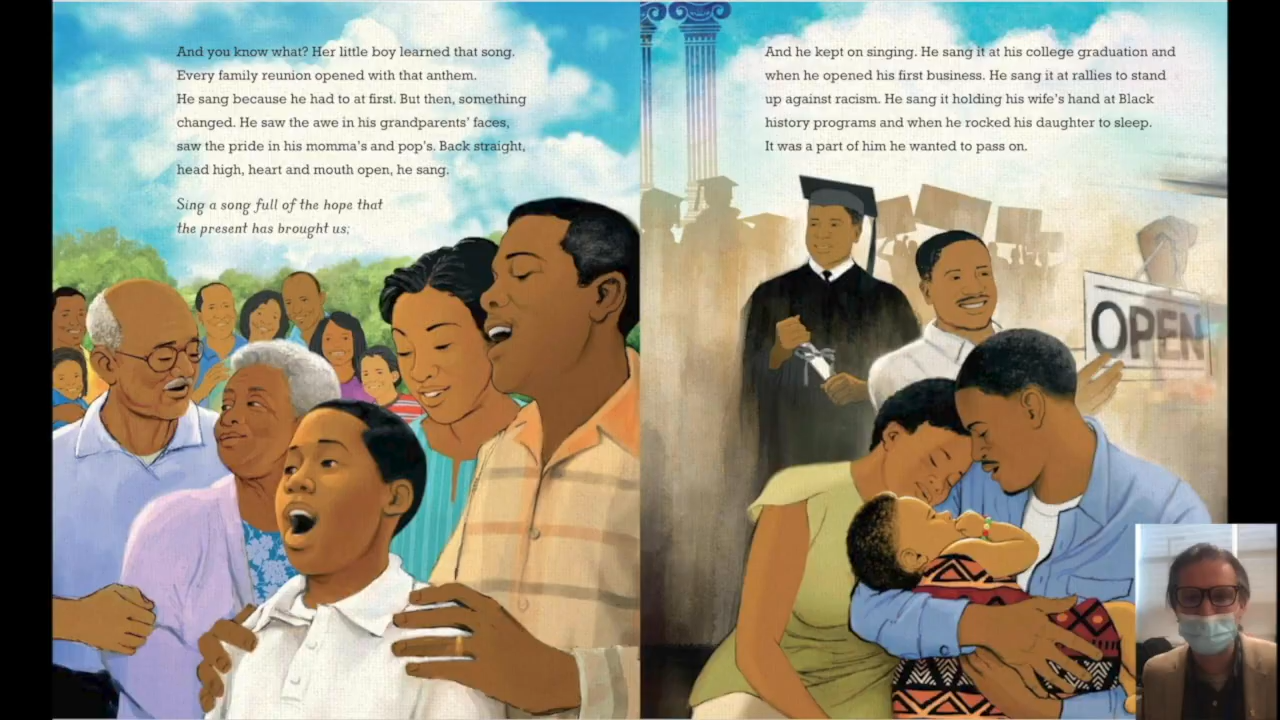 And you know what? Her little boy learned that song.
Every family reunion opened with that anthem.
He sang because he had to at first. But then, something
changed. He saw the awe in his grandparents' faces,
saw the pride in his momma's and pop's. Back straight,
head high, heart and mouth open, he sang.
Sing a song full of the hope that
the present has brought us;
And he kept on singing. He sang it at his college graduation and
when he opened his first business. He sang it at rallies to stand
up against racism. He sang it holding his wife's hand at Black
history programs and when he rocked his daughter to sleep.
It was a part of him he wanted to pass on.
OPEN